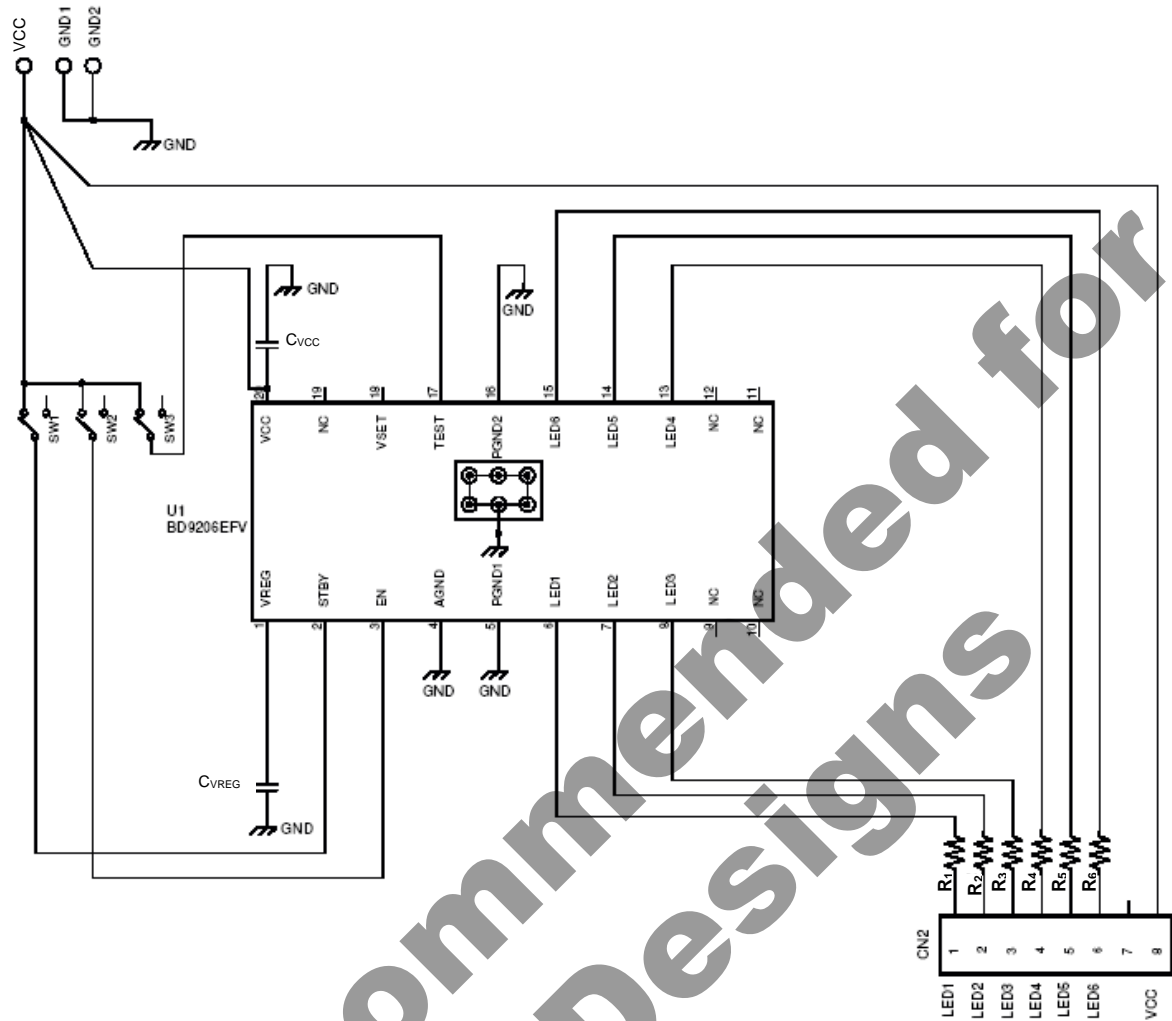 VCC
GND1
GND2
GND
GND
CVCC
GND
20
19
18
17
16
15
14
13
12
11
SW1
SW2
SW3
VCC
NC
VSET
TEST
PGND2
LED6
LED5
LED4
NC
NC
U1
BD9206EFV
VREG
STBY
EN
AGND
PGND1
LED1
LED2
LED3
NC
NC
1
2
3
4
5
6
7
8
9
10
GND
GND
CVREG
GND
R1
R2
R3
R4
R5
R6
CN2
1
2
3
4
5
6
7
8
LED1
LED2
LED3
LED4
LED5
LED6
VCC
ommended for
Designs